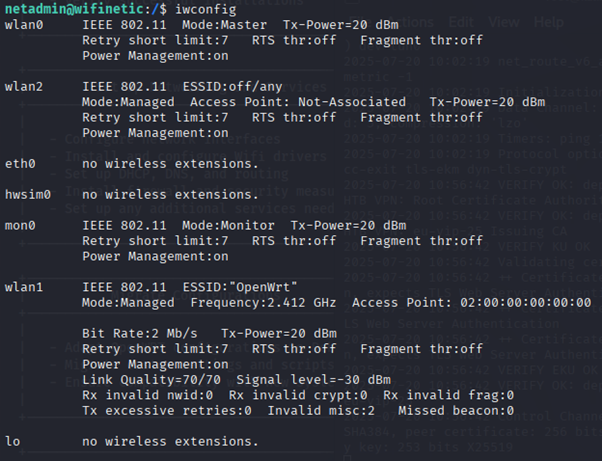 netadmin@wifinetic:/$ iwconfig
wlan0     IEEE 802.11  Mode:Master  Tx-Power=20 dBm
          Retry short limit:7   RTS thr:off   Fragment thr:off
          Power Management:on

wlan2     IEEE 802.11  ESSID:off/any
          Mode:Managed  Access Point: Not-Associated   Tx-Power=20 dBm
          Retry short limit:7   RTS thr:off   Fragment thr:off
          Power Management:on

eth0      no wireless extensions.

hwsim0    no wireless extensions.

mon0      IEEE 802.11  Mode:Monitor  Tx-Power=20 dBm
          Retry short limit:7   RTS thr:off   Fragment thr:off
          Power Management:on

wlan1     IEEE 802.11  ESSID:"OpenWrt"
          Mode:Managed  Frequency:2.412 GHz  Access Point: 02:00:00:00:00:00

          Bit Rate:2 Mb/s   Tx-Power=20 dBm
          Retry short limit:7   RTS thr:off   Fragment thr:off
          Power Management:on
          Link Quality=70/70  Signal level=-30 dBm
          Rx invalid nwid:0  Rx invalid crypt:0  Rx invalid frag:0
          Tx excessive retries:0  Invalid misc:2   Missed beacon:0

lo        no wireless extensions.